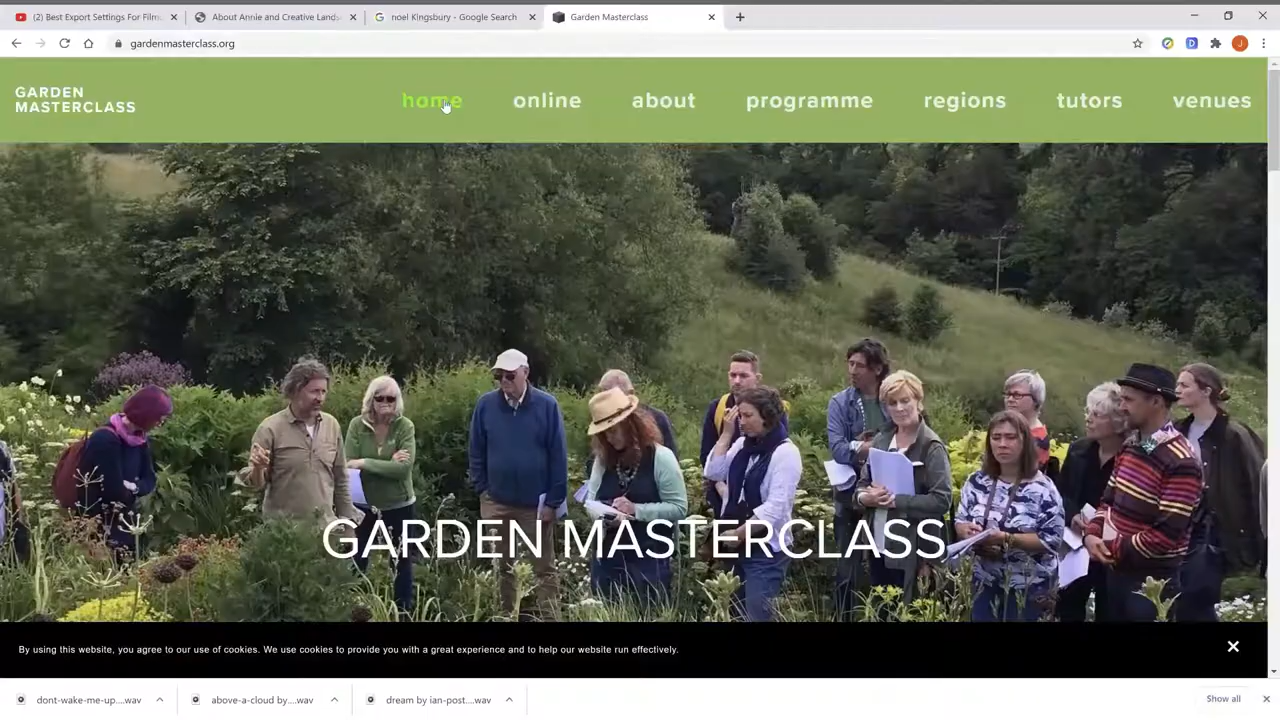 (2) Best Export Settings For Film
About Annie and Creative Lands
noel Kingsbury - Google Search
Garden Masterclass
gardenmasterclass.org
GARDEN
MASTERCLASS
home
online
about
programme
regions
tutors
venues
GARDEN MASTERCLASS
By using this website, you agree to our use of cookies. We use cookies to provide you with a great experience and to help our website run effectively.
dont-wake-me-up....wav
above-a-cloud by....wav
dream by ian-post....wav
Show all